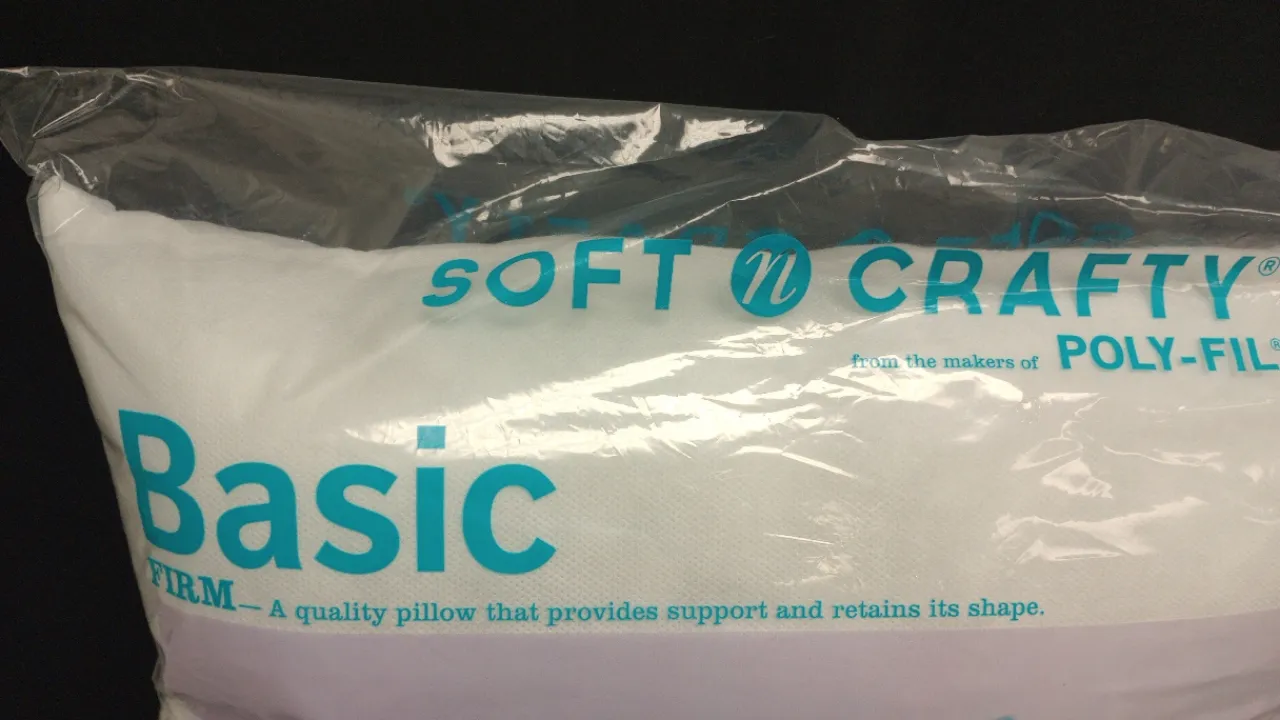 SOFT n CRAFTY®
from the makers of POLY-FIL®
Basic
FIRM — A quality pillow that provides support and retains its shape.